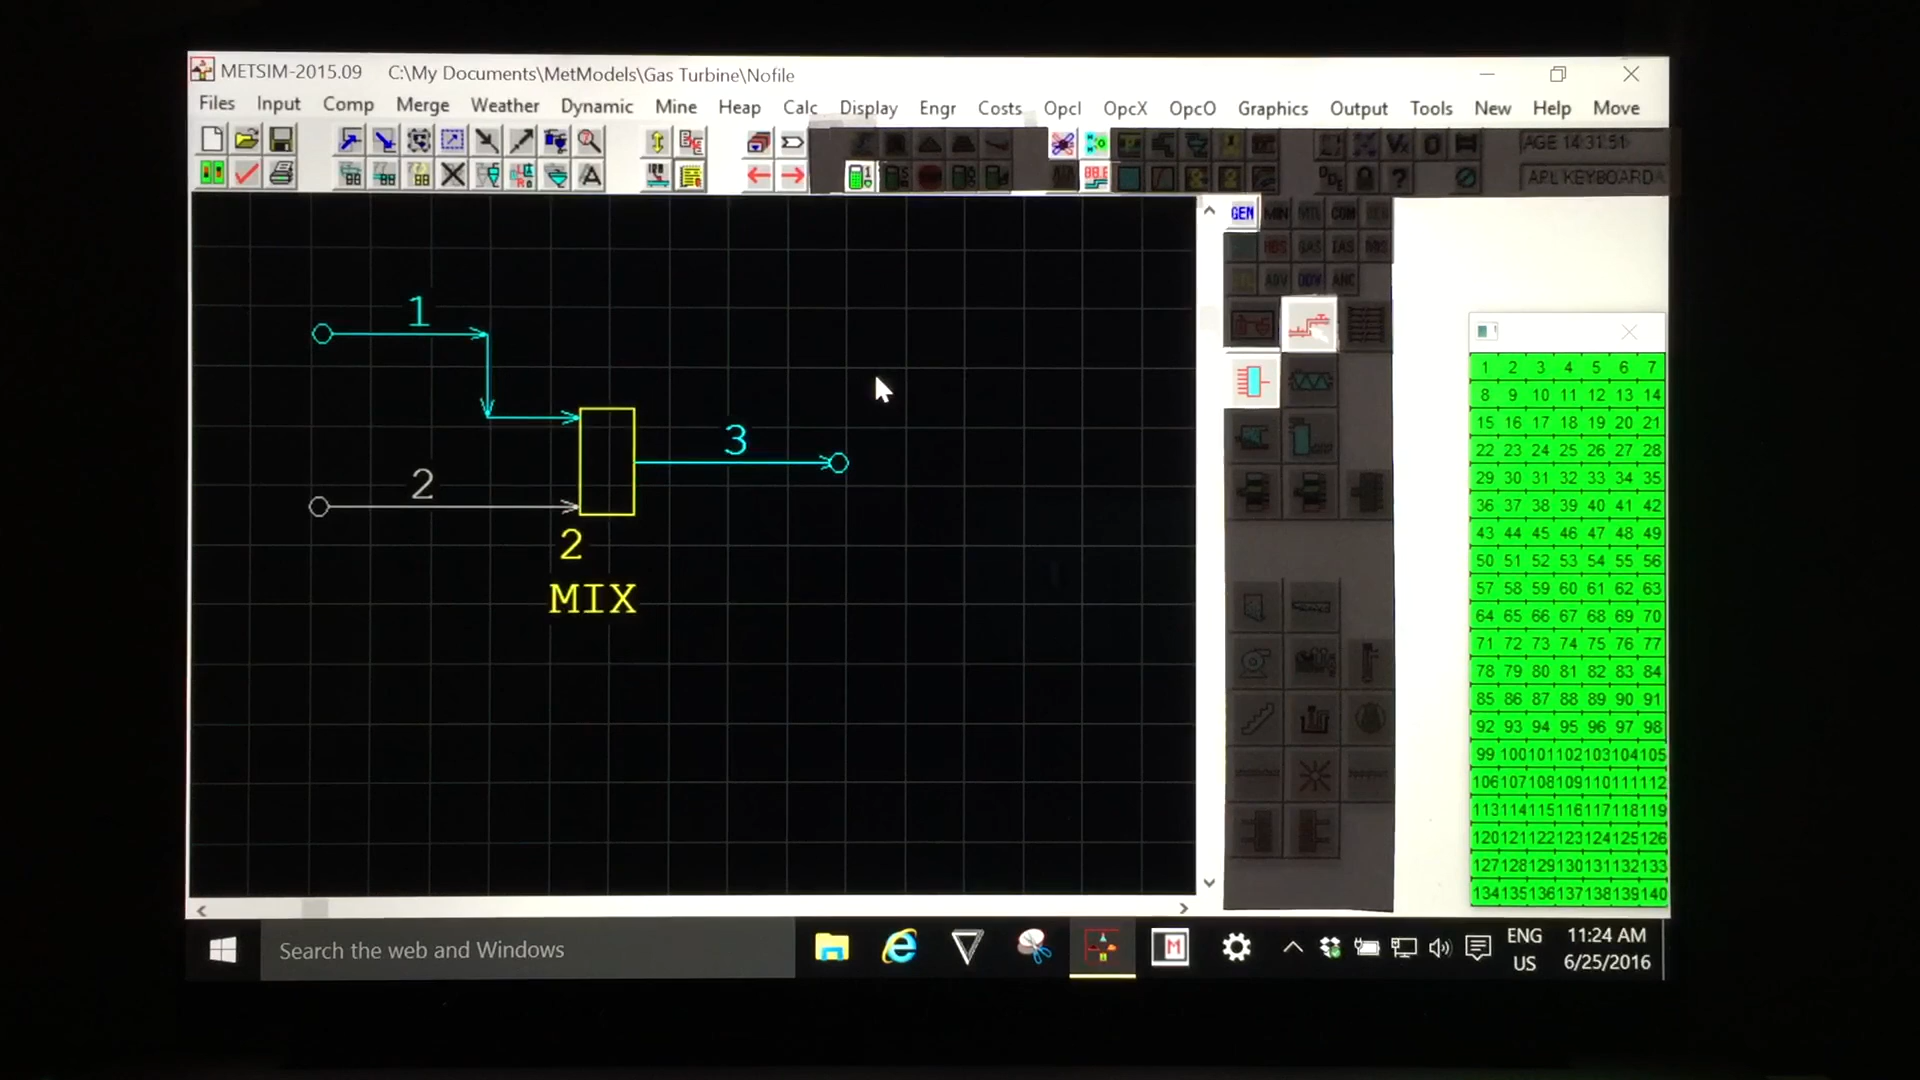 METSIM-2015.09 C:\My Documents\MetModels\Gas Turbine\Nofile
Files Input Comp Merge Weather Dynamic Mine Heap Calc Display Engr Costs OpcI OpcX OpcO Graphics Output Tools New Help Move
AGE 14:31:51
APL KEYBOARD
GEN MIN COM
GAS
ADV ANC
1
2
3
2
MIX
1 2 3 4 5 6 7
8 9 10 11 12 13 14
15 16 17 18 19 20 21
22 23 24 25 26 27 28
29 30 31 32 33 34 35
36 37 38 39 40 41 42
43 44 45 46 47 48 49
50 51 52 53 54 55 56
57 58 59 60 61 62 63
64 65 66 67 68 69 70
71 72 73 74 75 76 77
78 79 80 81 82 83 84
85 86 87 88 89 90 91
92 93 94 95 96 97 98
99 100 101 102 103 104 105
106 107 108 109 110 111 112
113 114 115 116 117 118 119
120 121 122 123 124 125 126
127 128 129 130 131 132 133
134 135 136 137 138 139 140
Search the web and Windows
M
ENG
US
11:24 AM
6/25/2016